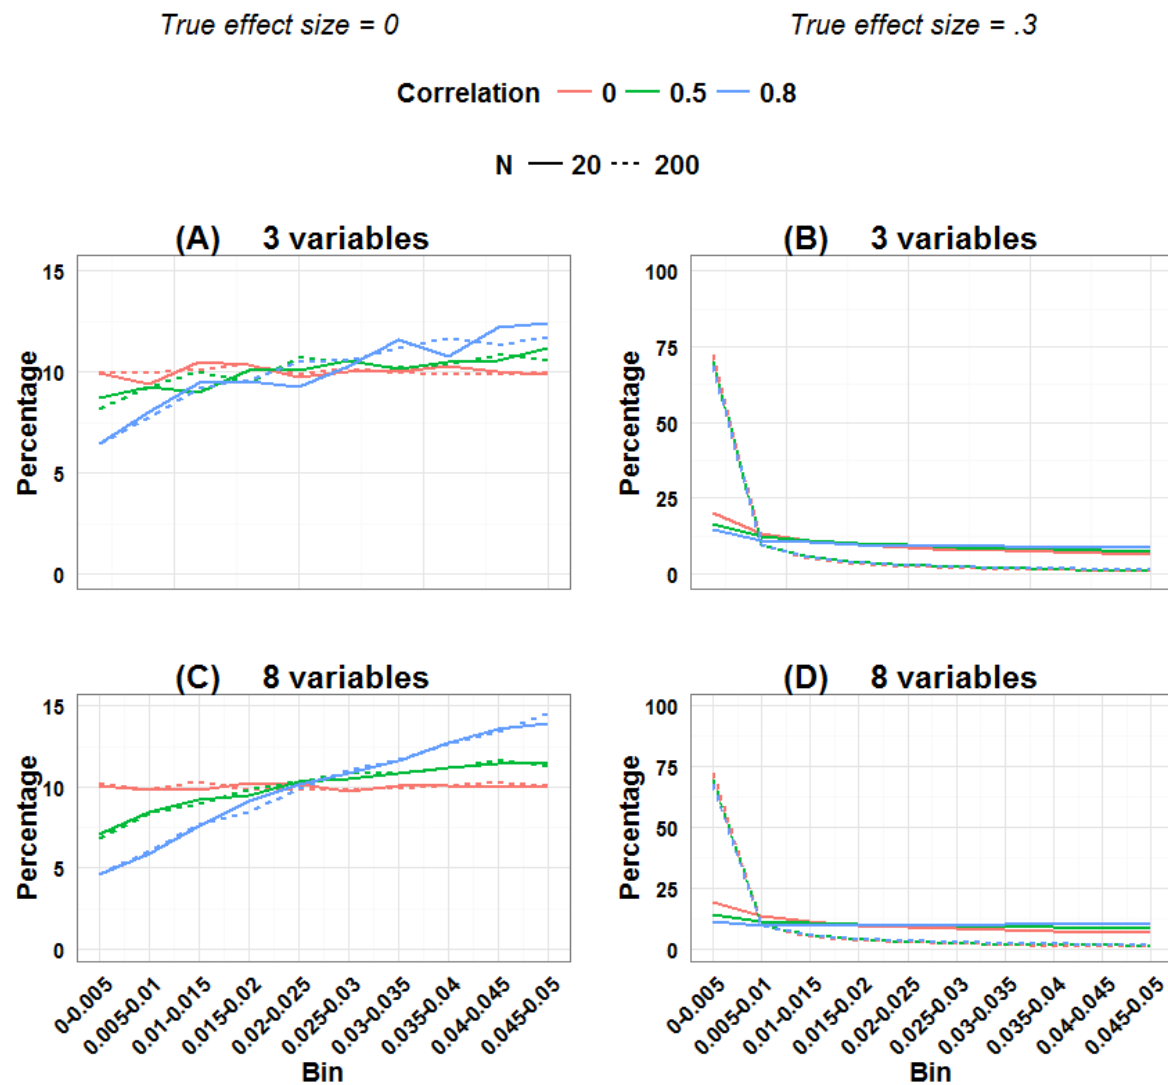 True effect size = 0
True effect size = .3
Correlation 0 0.5 0.8
N 20 200
(A) 3 variables
Percentage
15
10
5
0
(B) 3 variables
Percentage
100
75
50
25
0
(C) 8 variables
Percentage
15
10
5
0
0-0.005
0.005-0.01
0.01-0.015
0.015-0.02
0.02-0.025
0.025-0.03
0.03-0.035
0.035-0.04
0.04-0.045
0.045-0.05
Bin
(D) 8 variables
Percentage
100
75
50
25
0
0-0.005
0.005-0.01
0.01-0.015
0.015-0.02
0.02-0.025
0.025-0.03
0.03-0.035
0.035-0.04
0.04-0.045
0.045-0.05
Bin